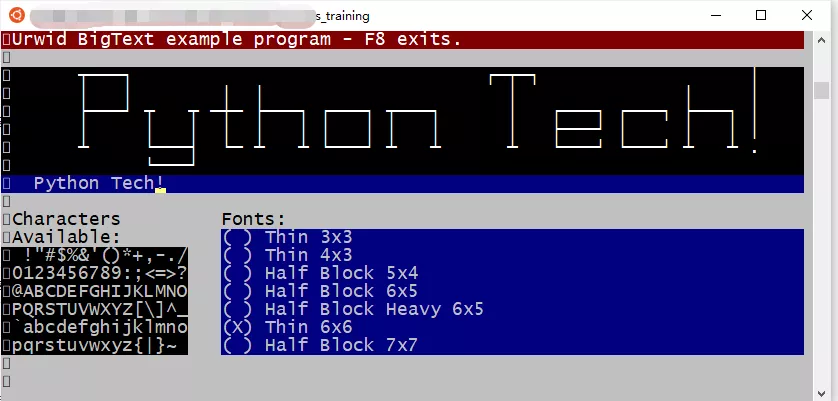 s_training
Urwid BigText example program - F8 exits.
Python Tech!
Python Tech!
Characters
Available:
 !"#$%&'()*+,-./
0123456789:;<=>?
@ABCDEFGHIJKLMNO
PQRSTUVWXYZ[\]^_
`abcdefghijklmno
pqrstuvwxyz{|}~
Fonts:
( ) Thin 3x3
( ) Thin 4x3
( ) Half Block 5x4
( ) Half Block 6x5
( ) Half Block Heavy 6x5
(X) Thin 6x6
( ) Half Block 7x7